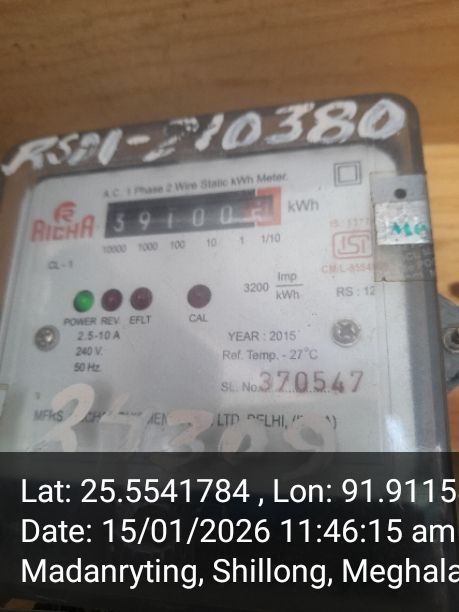 A.C. 1 Phase 2 Wire Static kWh Meter.
RICHA
kWh
10000 1000 100 10 1 1/10
CL - 1
3200 Imp/kWh
RS : 12
POWER REV. EFLT CAL
2.5-10 A
240 V.
50 Hz.
YEAR : 2015
Ref. Temp. - 27°C
SL. No. 370547
Lat: 25.5541784 , Lon: 91.9115
Date: 15/01/2026 11:46:15 am
Madanryting, Shillong, Meghala